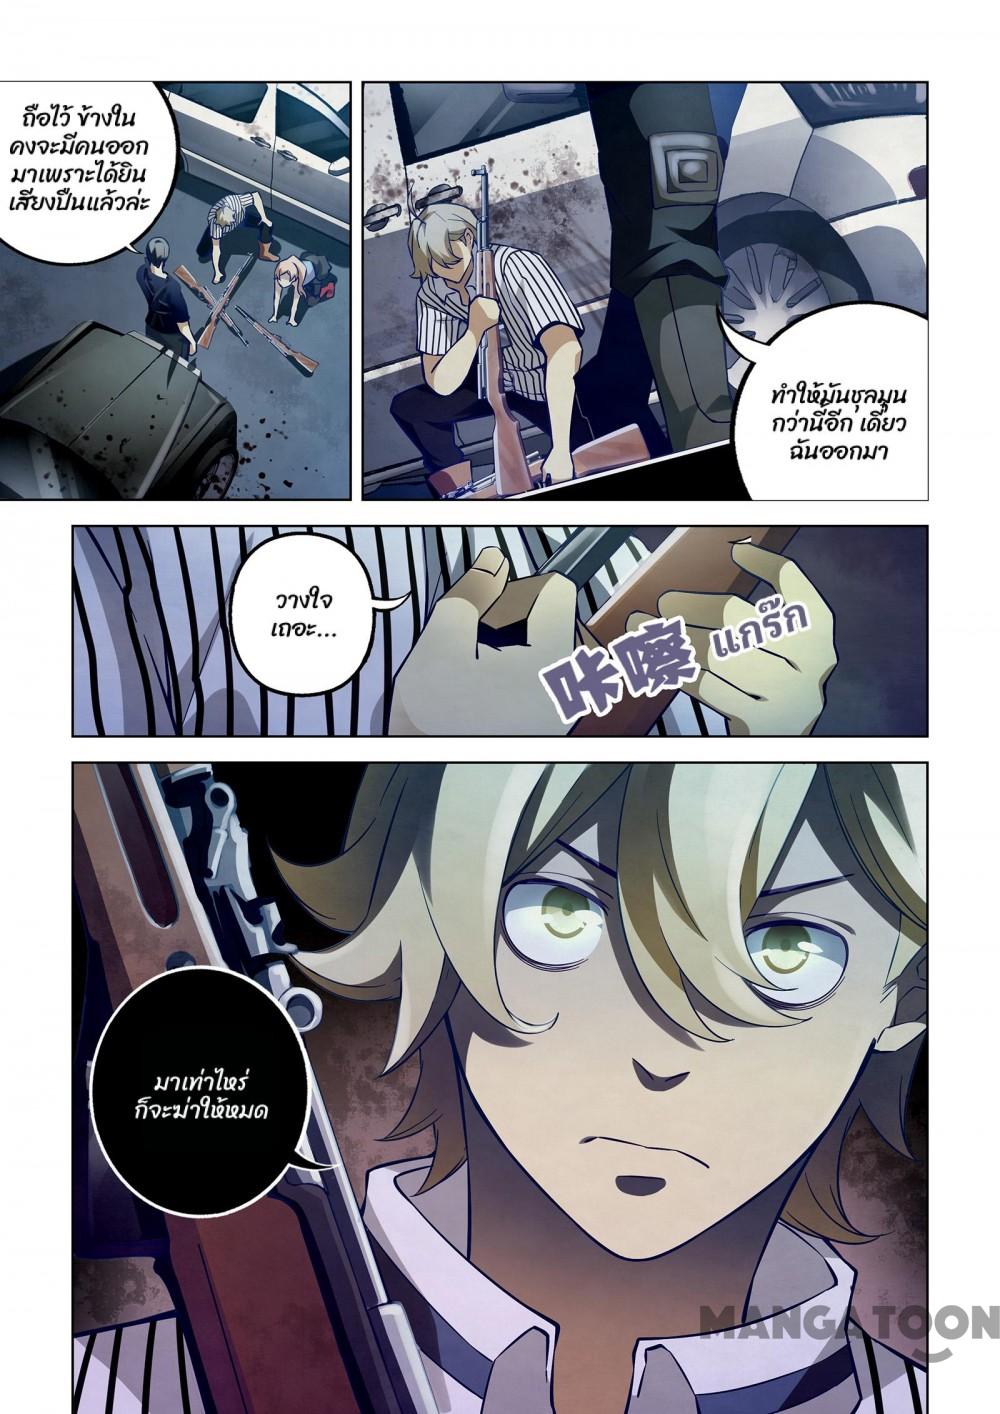 ถือไว้ ข้างใน
คงจะมีคนออก
มาเพราะได้ยิน
เสียงปืนแล้วล่ะ
ทำให้มันชุลมุน
กว่านี้อีก เดี๋ยว
ฉันออกมา
วางใจ
เถอะ...
咔嚓 แกร๊ก
มาเท่าไหร่
ก็จะฆ่าให้หมด
MANGATOON